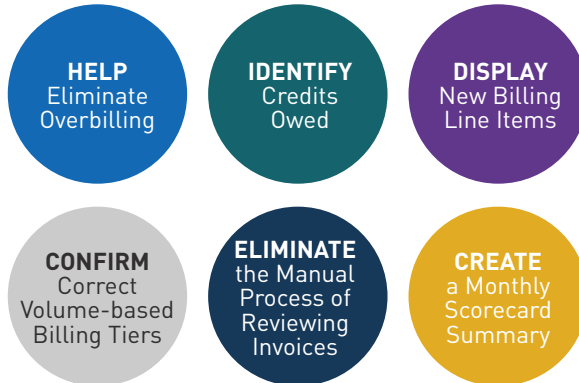 HELP
Eliminate
Overbilling
IDENTIFY
Credits
Owed
DISPLAY
New Billing
Line Items
CONFIRM
Correct
Volume-based
Billing Tiers
ELIMINATE
the Manual
Process of
Reviewing
Invoices
CREATE
a Monthly
Scorecard
Summary